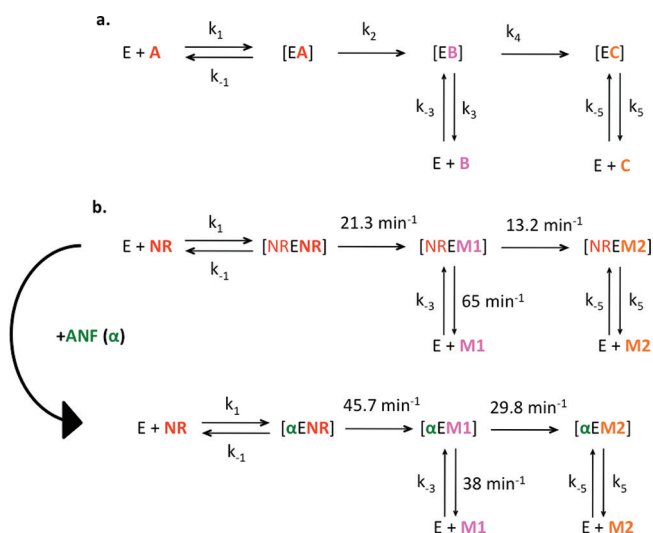 a.
k1
k2
k4
E + A
[EA]
[EB]
[EC]
k-1
k-3
k3
k-5
k5
E + B
E + C
b.
k1
21.3 min-1
13.2 min-1
E + NR
[NRENR]
[NREM1]
[NREM2]
k-1
k-3
65 min-1
k-5
k5
+ANF (α)
E + M1
E + M2
k1
45.7 min-1
29.8 min-1
E + NR
[αENR]
[αEM1]
[αEM2]
k-1
k-3
38 min-1
k-5
k5
E + M1
E + M2